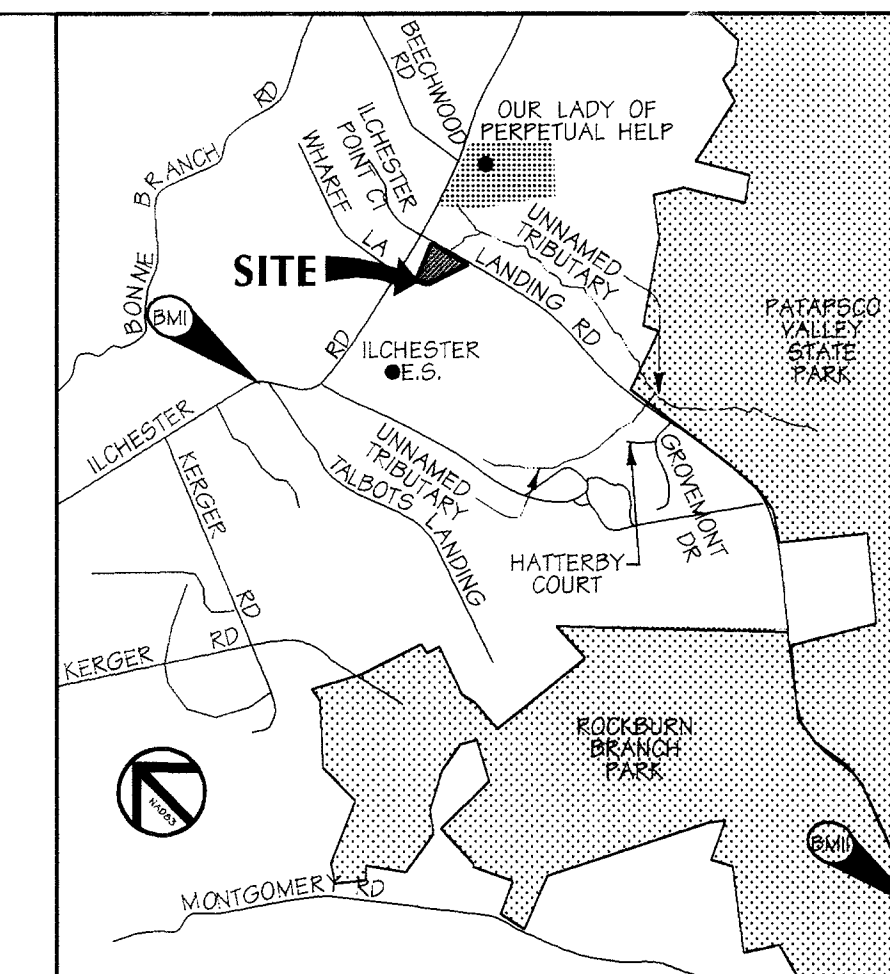 BEECHWOOD
RD
OUR LADY OF
PERPETUAL HELP
ILCHESTER
POINT CT
WHARFF
LA
BONNE BRANCH RD
UNNAMED
TRIBUTARY
SITE
LANDING RD
PATAPSCO
VALLEY
STATE
PARK
BMI
RD
ILCHESTER
E.S.
ILCHESTER
KERGER
RD
UNNAMED
TRIBUTARY
TALBOTS LANDING
GROVEMONT
DR
HATTERBY
COURT
KERGER RD
ROCKBURN
BRANCH
PARK
NAD83
BMII
MONTGOMERY RD